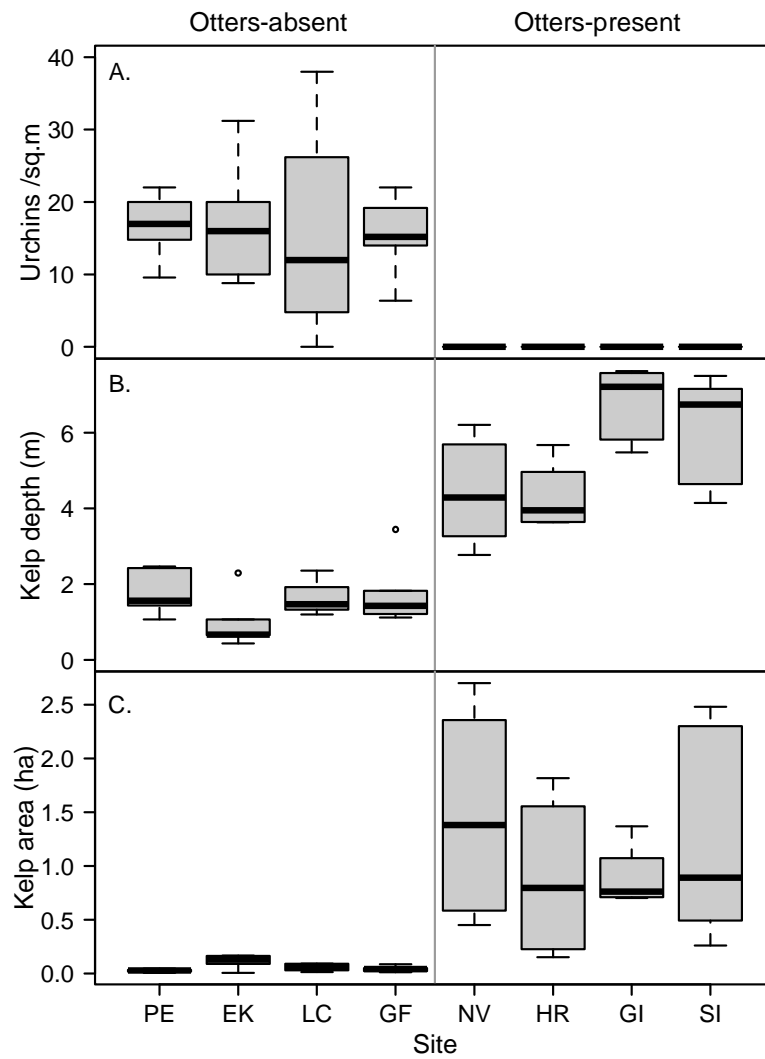 Otters-absent Otters-present
A.
Urchins /sq.m
40
30
20
10
0
B.
Kelp depth (m)
6
4
2
0
C.
Kelp area (ha)
2.5
2.0
1.5
1.0
0.5
0.0
PE EK LC GF NV HR GI SI
Site